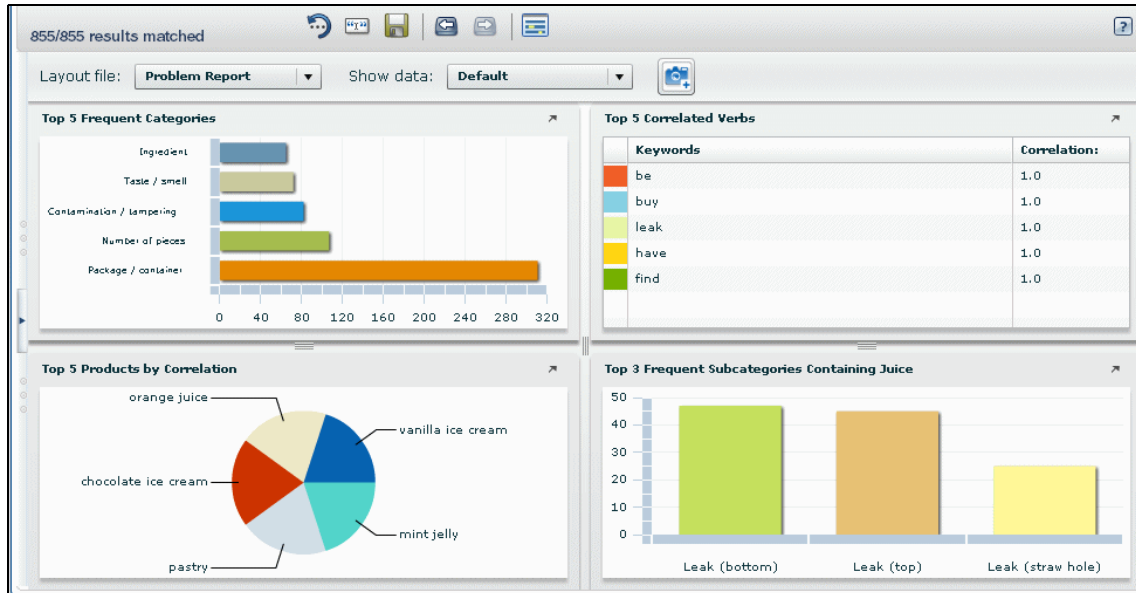 855/855 results matched
Layout file: Problem Report Show data: Default
Top 5 Frequent Categories
Ingredient
Taste / smell
Contamination / tampering
Number of pieces
Package / container
0 40 80 120 160 200 240 280 320
Top 5 Correlated Verbs
Keywords Correlation:
be 1.0
buy 1.0
leak 1.0
have 1.0
find 1.0
Top 5 Products by Correlation
orange juice
vanilla ice cream
chocolate ice cream
mint jelly
pastry
Top 3 Frequent Subcategories Containing Juice
50
40
30
20
10
0
Leak (bottom) Leak (top) Leak (straw hole)